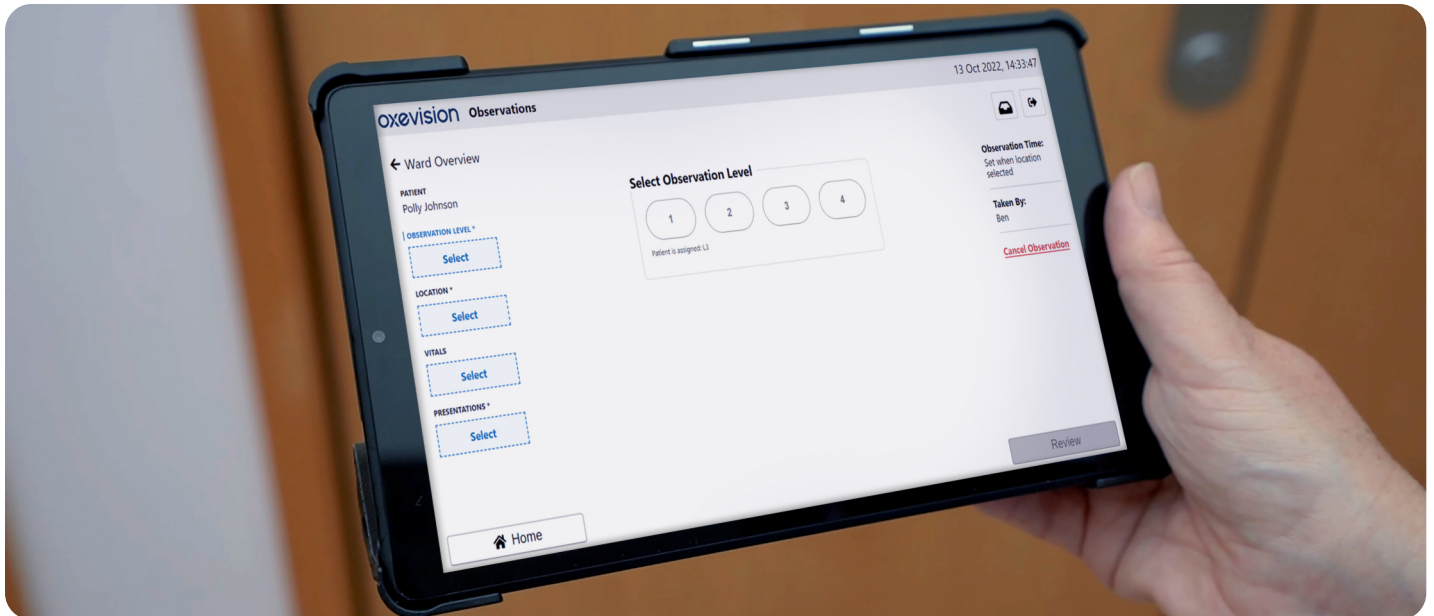 oxevision Observations
13 Oct 2022, 14:33:47
Ward Overview
PATIENT
Polly Johnson
OBSERVATION LEVEL *
Select
LOCATION *
Select
VITALS
Select
PRESENTATIONS *
Select
Home
Select Observation Level
1 2 3 4
Patient is assigned: L3
Observation Time:
Set when location
selected
Taken By:
Ben
Cancel Observation
Review